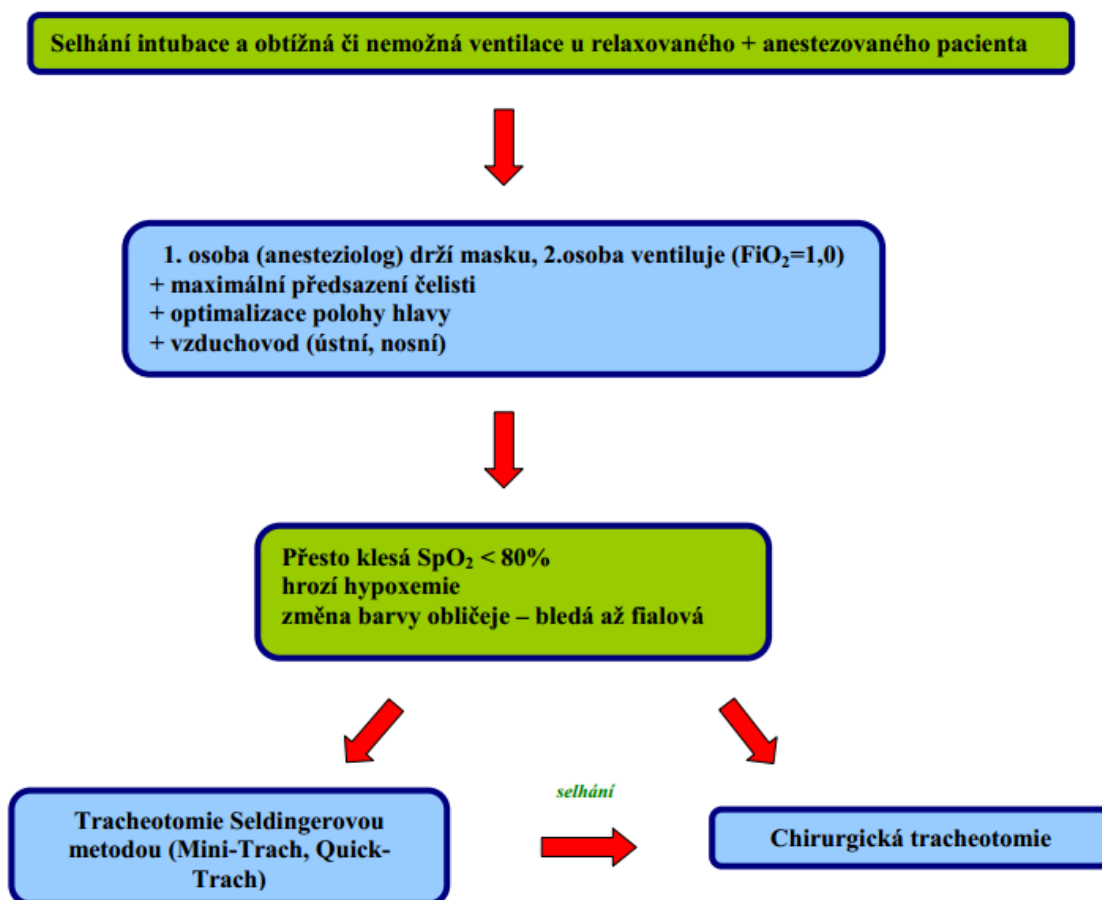 Selhání intubace a obtížná či nemožná ventilace u relaxovaného + anestezovaného pacienta
1. osoba (anesteziolog) drží masku, 2.osoba ventiluje (FiO₂=1,0)
+ maximální předsazení čelisti
+ optimalizace polohy hlavy
+ vzduchovod (ústní, nosní)
Přesto klesá SpO₂ < 80%
hrozí hypoxemie
změna barvy obličeje – bledá až fialová
Tracheotomie Seldingerovou
metodou (Mini-Trach, Quick-
Trach)
selhání
Chirurgická tracheotomie